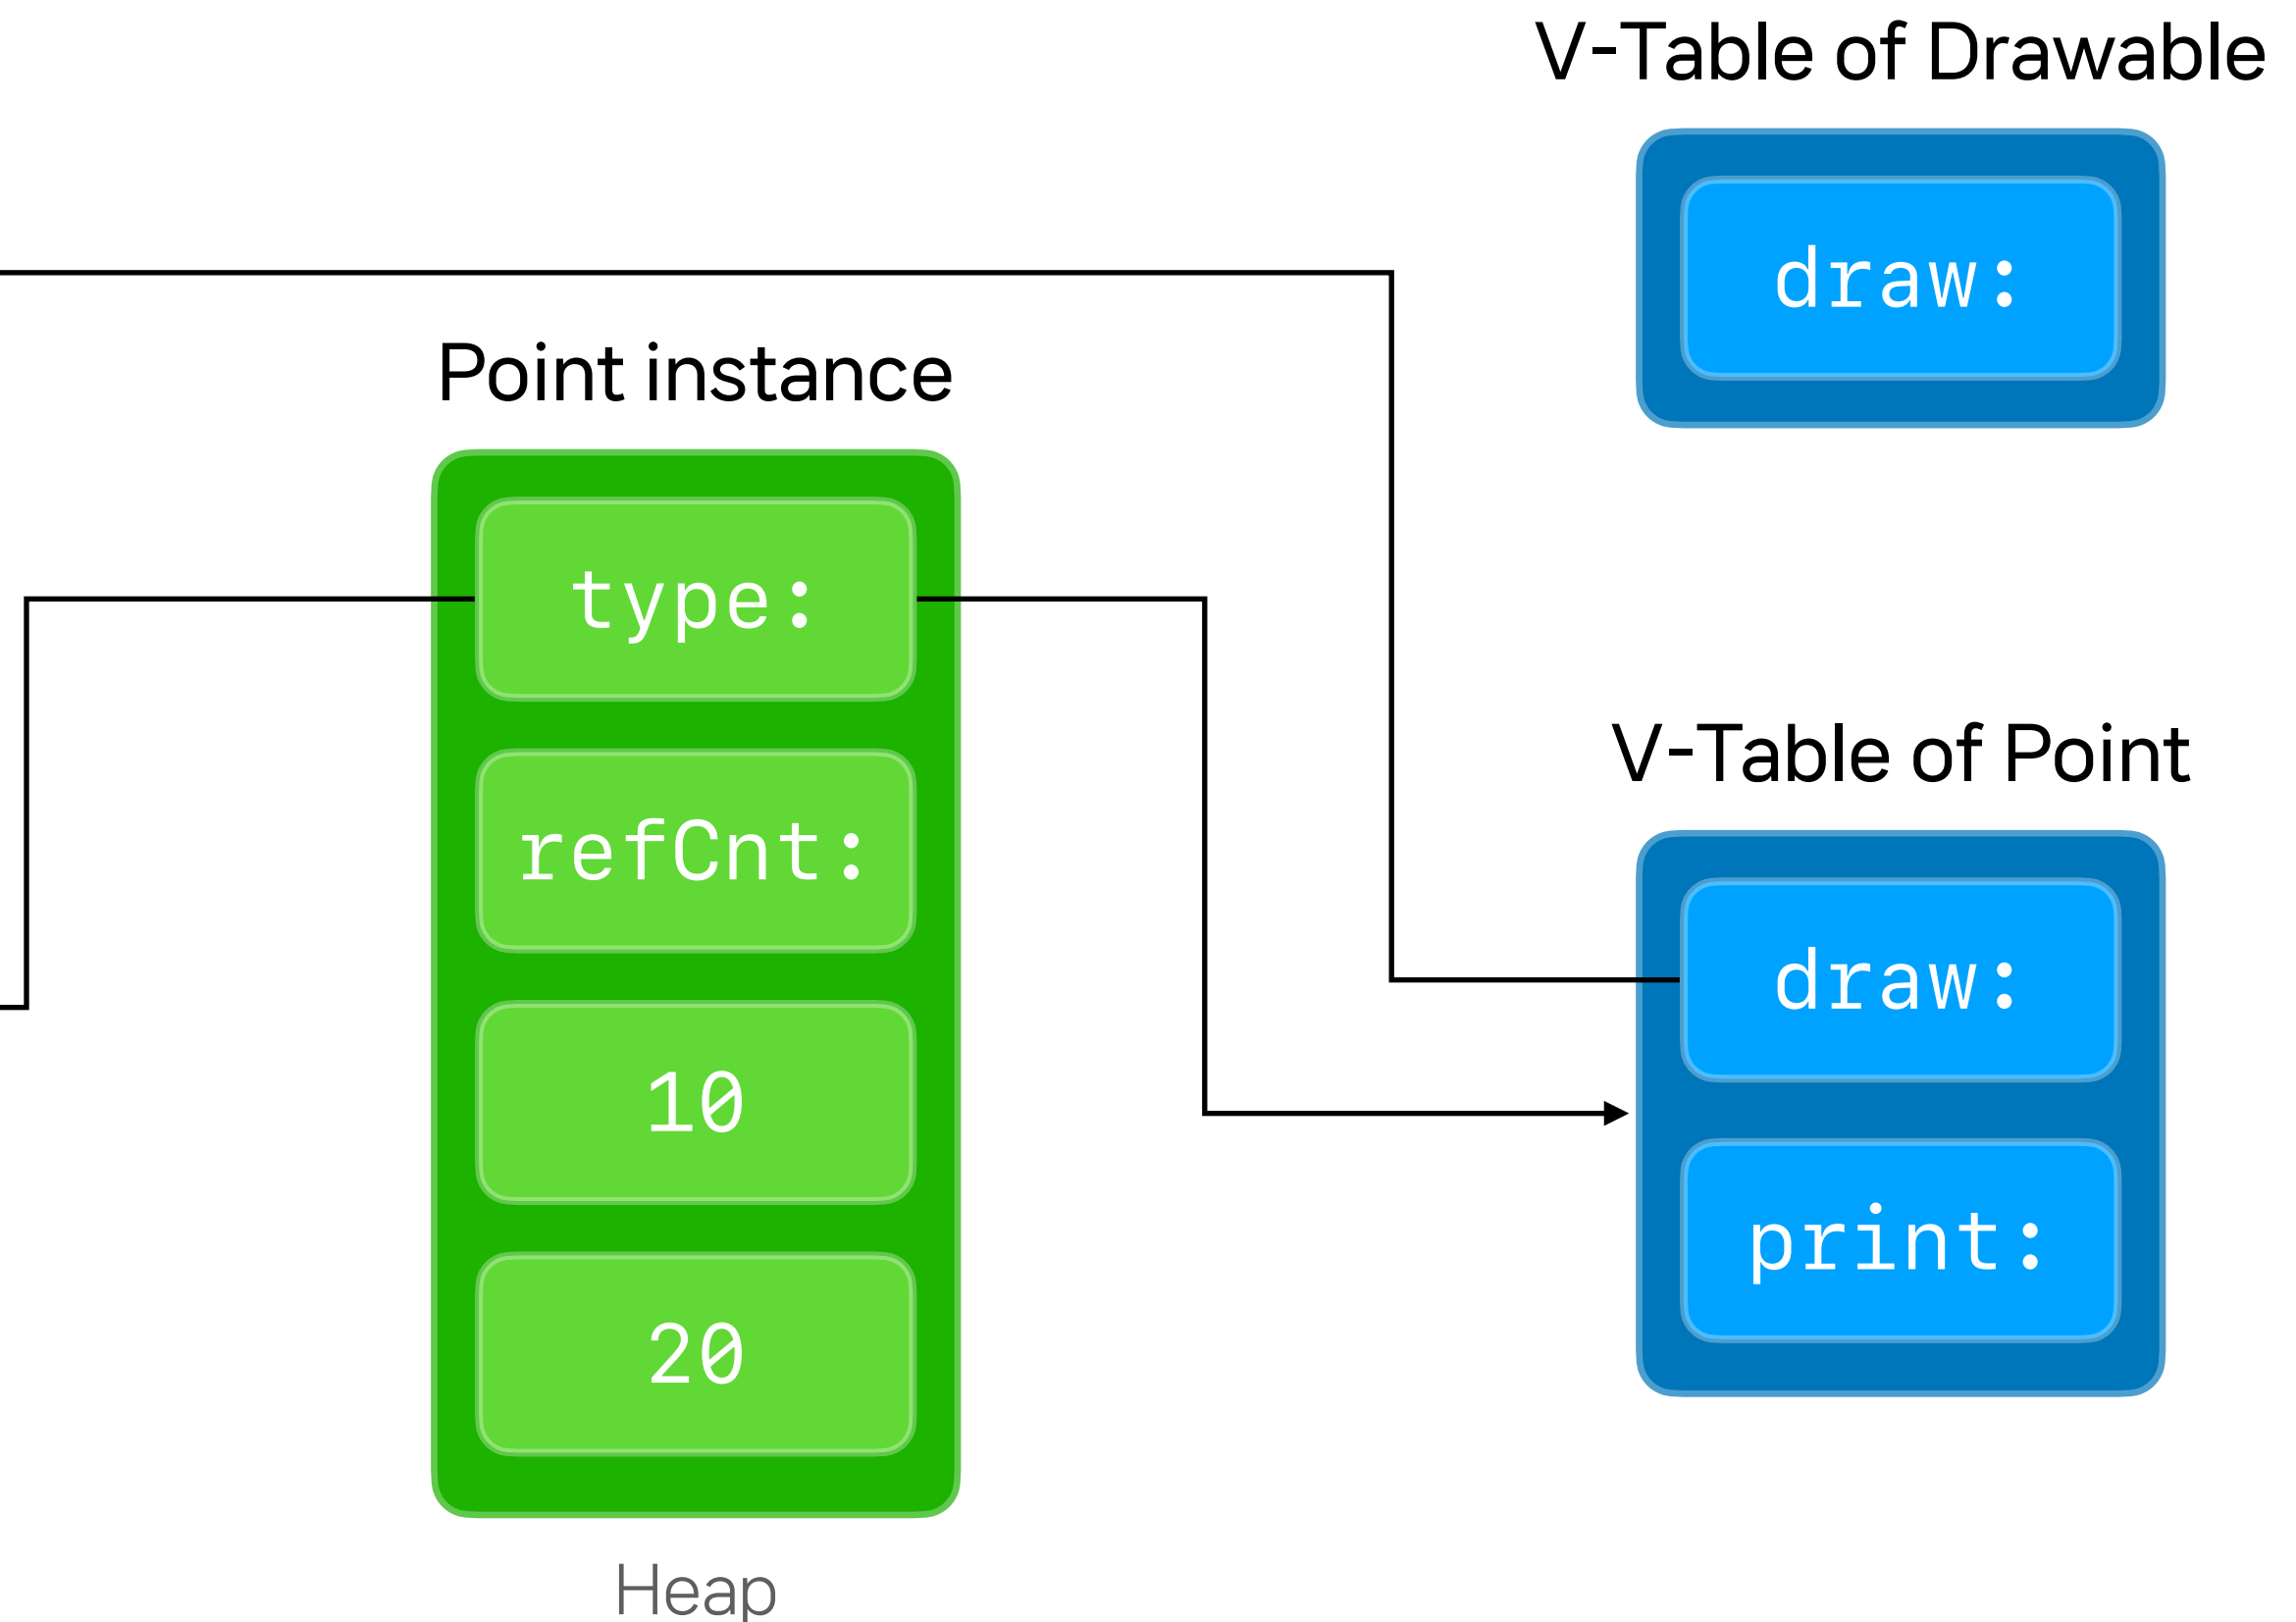 V-Table of Drawable
draw:
Point instance
type:
refCnt:
10
20
Heap
V-Table of Point
draw:
print: